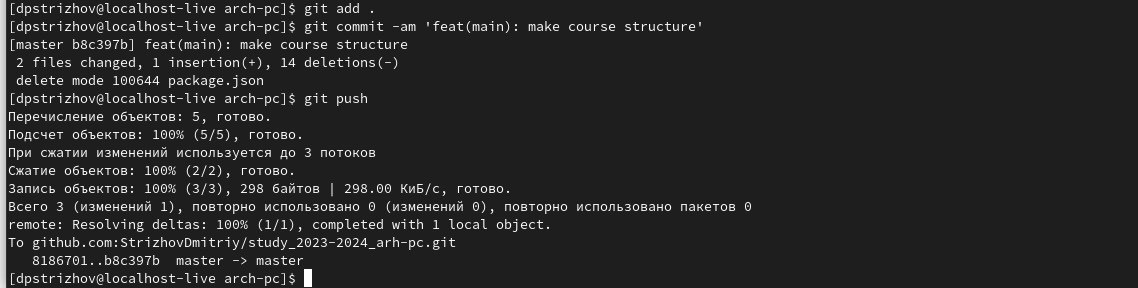 [dpstrizhov@localhost-live arch-pc]$ git add .
[dpstrizhov@localhost-live arch-pc]$ git commit -am 'feat(main): make course structure'
[master b8c397b] feat(main): make course structure
 2 files changed, 1 insertion(+), 14 deletions(-)
 delete mode 100644 package.json
[dpstrizhov@localhost-live arch-pc]$ git push
Перечисление объектов: 5, готово.
Подсчет объектов: 100% (5/5), готово.
При сжатии изменений используется до 3 потоков
Сжатие объектов: 100% (2/2), готово.
Запись объектов: 100% (3/3), 298 байтов | 298.00 КиБ/с, готово.
Всего 3 (изменений 1), повторно использовано 0 (изменений 0), повторно использовано пакетов 0
remote: Resolving deltas: 100% (1/1), completed with 1 local object.
To github.com:StrizhovDmitriy/study_2023-2024_arh-pc.git
   8186701..b8c397b  master -> master
[dpstrizhov@localhost-live arch-pc]$